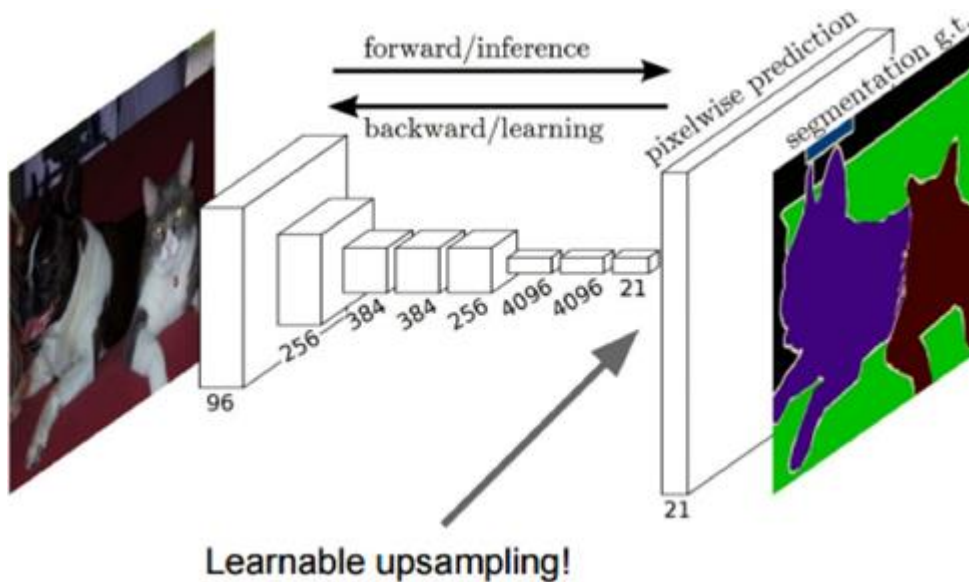 forward/inference
backward/learning
pixelwise prediction
segmentation g.t.
96
256
384
384
256
4096
4096
21
21
Learnable upsampling!